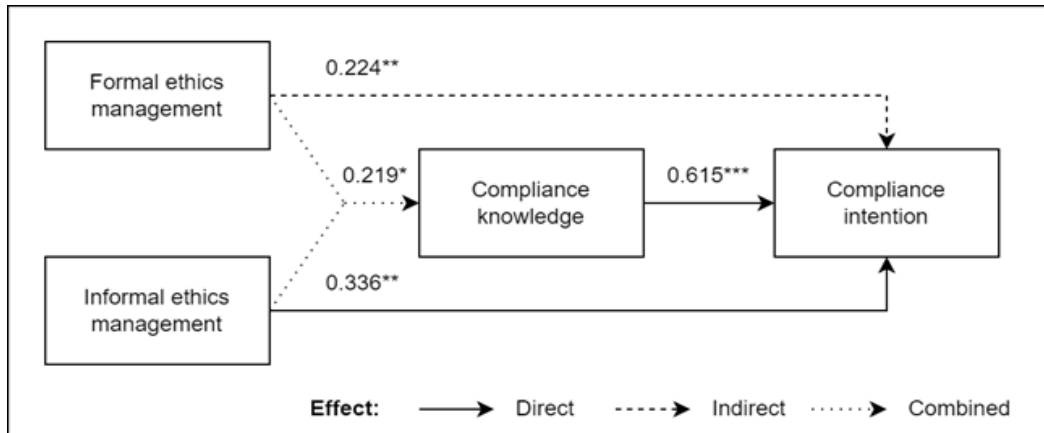 0.224**
Formal ethics
management
0.219*
Compliance
knowledge
0.615***
Compliance
intention
0.336**
Informal ethics
management
Effect: Direct Indirect Combined